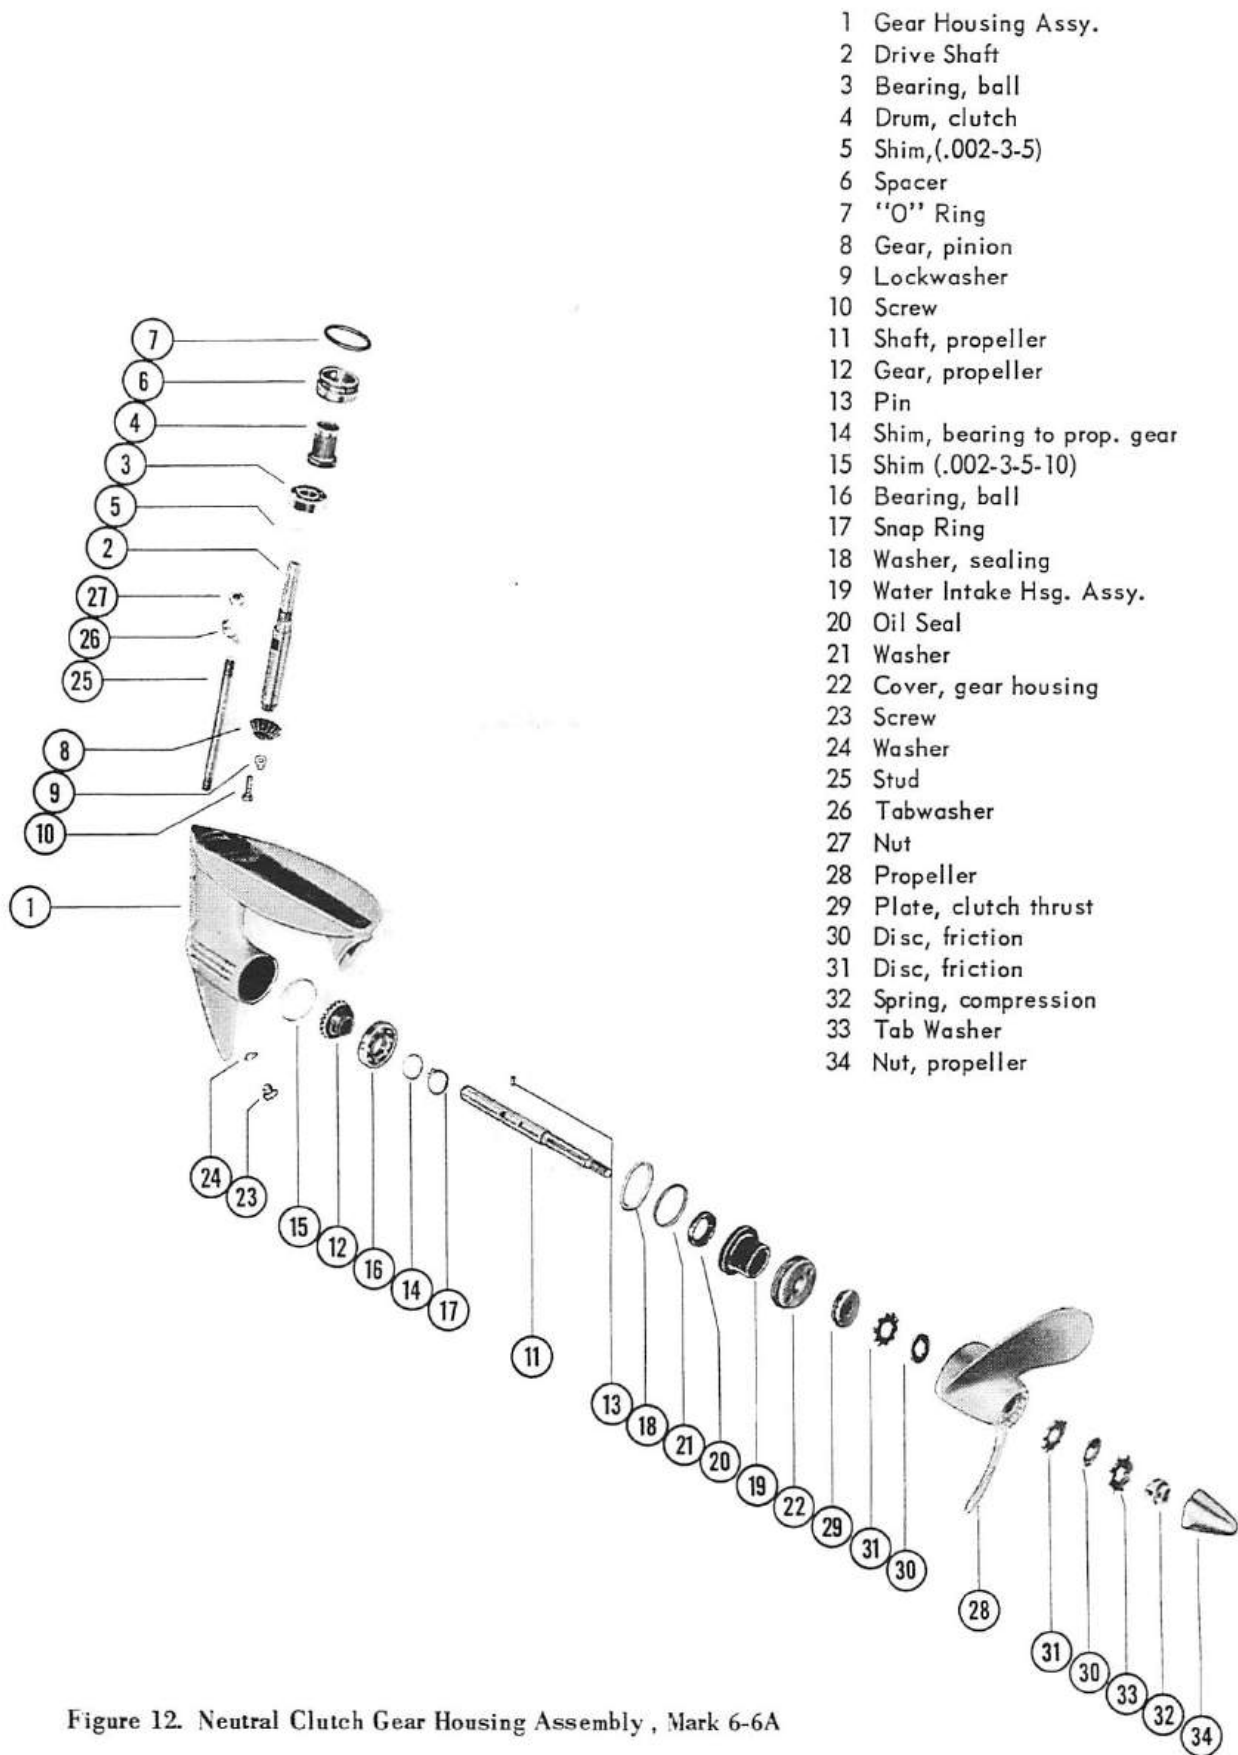 1 Gear Housing Assy.
2 Drive Shaft
3 Bearing, ball
4 Drum, clutch
5 Shim,(.002-3-5)
6 Spacer
7 "O" Ring
8 Gear, pinion
9 Lockwasher
10 Screw
11 Shaft, propeller
12 Gear, propeller
13 Pin
14 Shim, bearing to prop. gear
15 Shim (.002-3-5-10)
16 Bearing, ball
17 Snap Ring
18 Washer, sealing
19 Water Intake Hsg. Assy.
20 Oil Seal
21 Washer
22 Cover, gear housing
23 Screw
24 Washer
25 Stud
26 Tabwasher
27 Nut
28 Propeller
29 Plate, clutch thrust
30 Disc, friction
31 Disc, friction
32 Spring, compression
33 Tab Washer
34 Nut, propeller
7
6
4
3
5
2
27
26
25
8
9
10
1
24
23
15
12
16
14
17
11
13
18
21
20
19
22
29
31
30
28
31
30
33
32
34
Figure 12. Neutral Clutch Gear Housing Assembly , Mark 6-6A